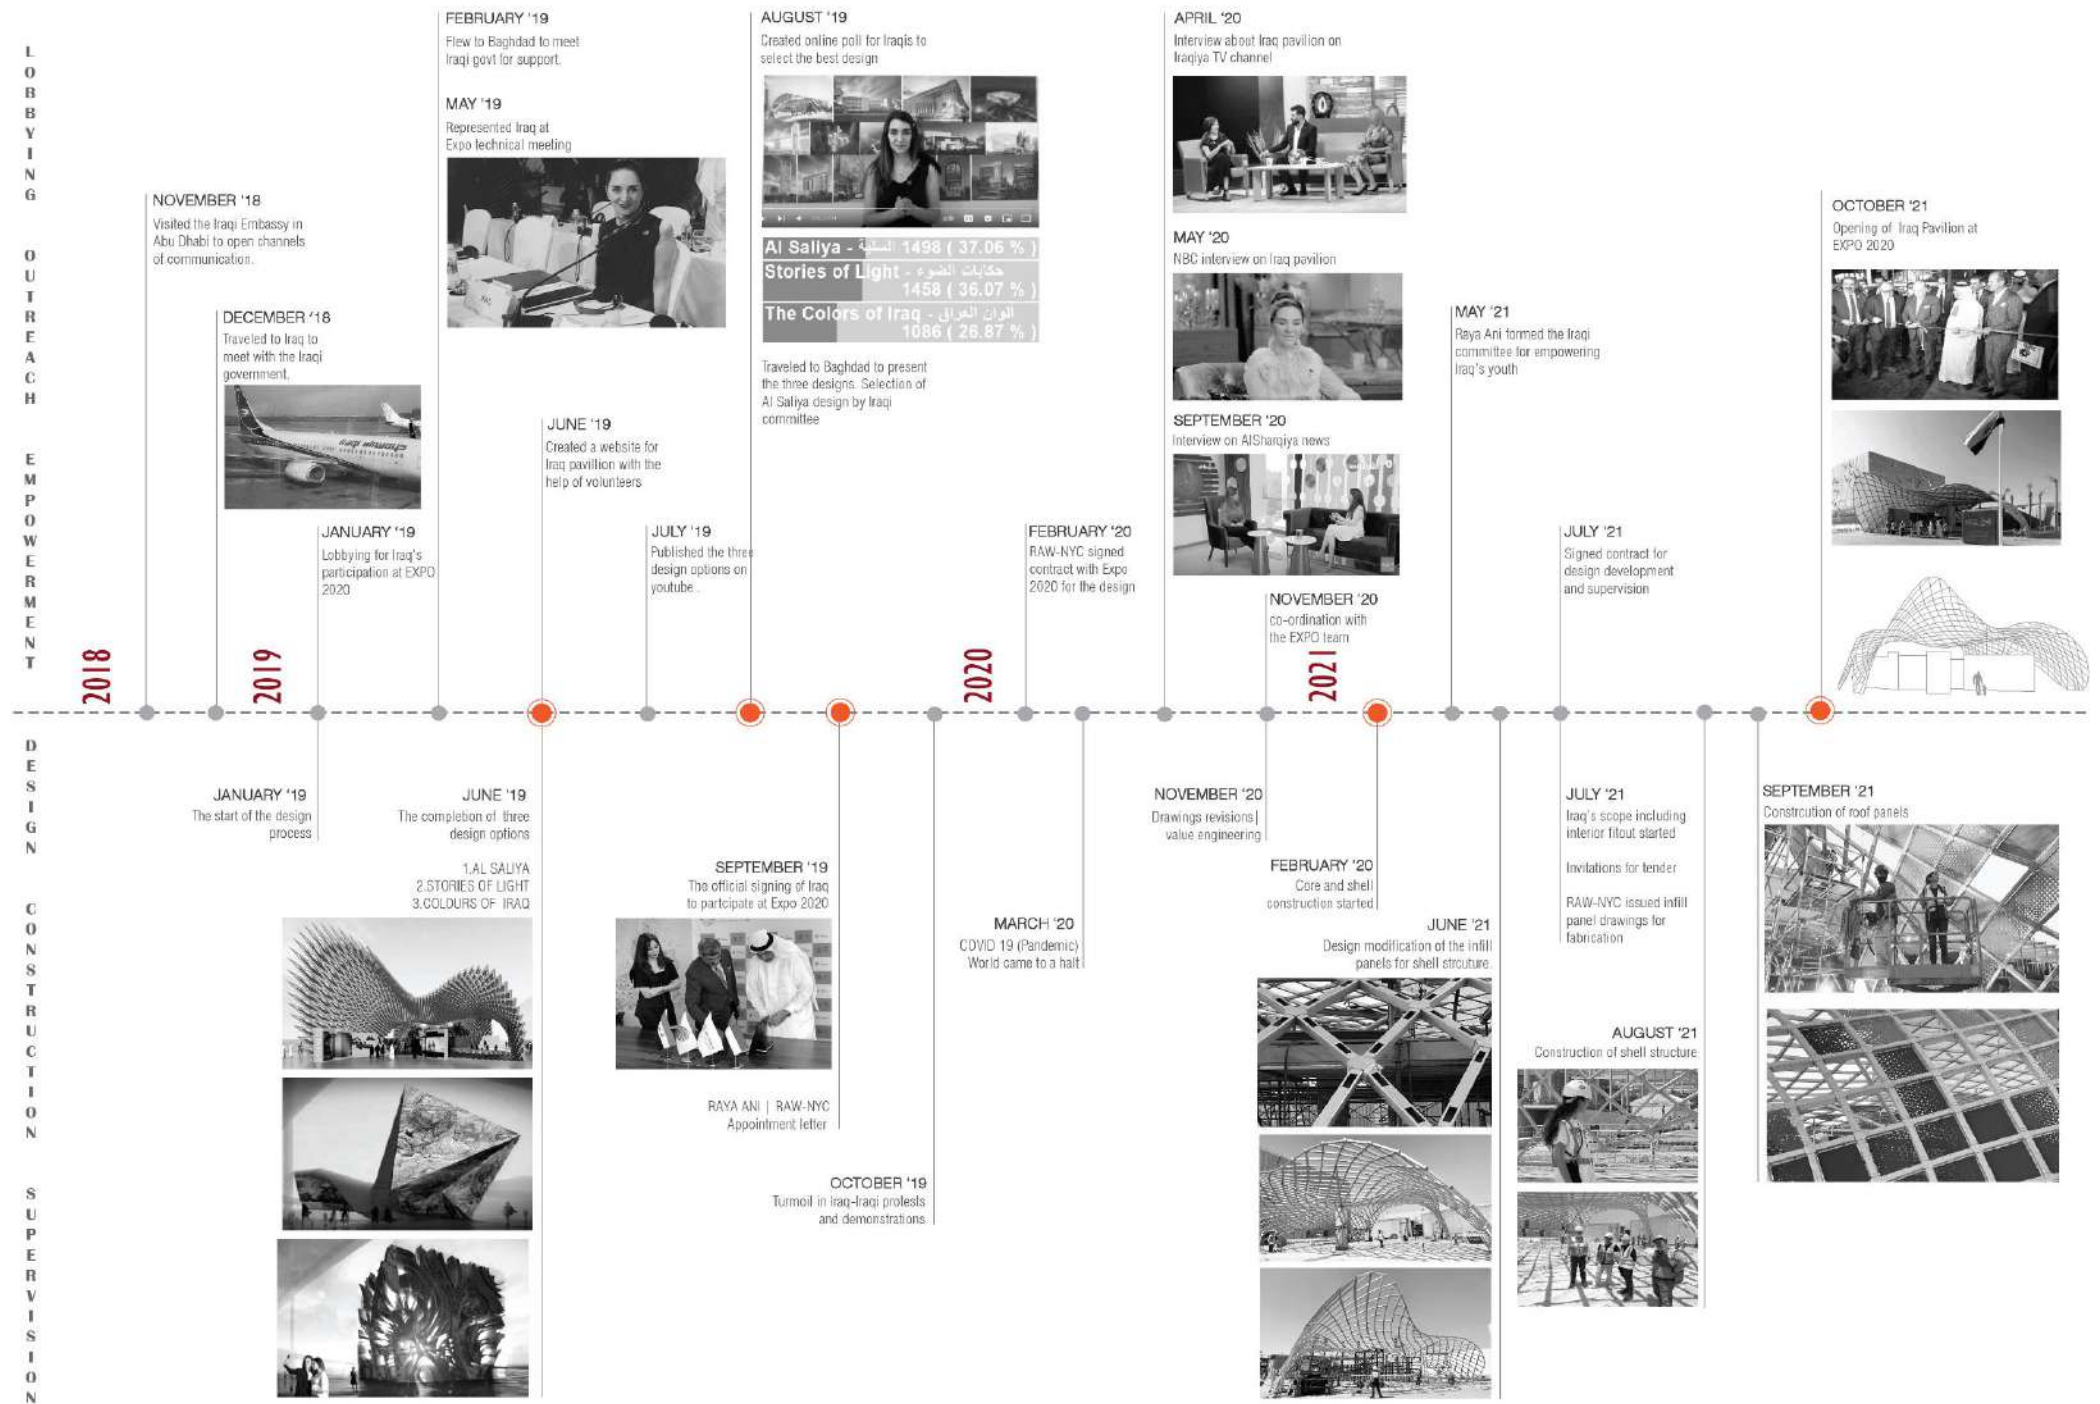 LOBBYING OUTREACH EMPOWERMENT
DESIGN CONSTRUCTION SUPERVISION
2018
NOVEMBER '18
Visited the Iraqi Embassy in
Abu Dhabi to open channels
of communication.
DECEMBER '18
Traveled to Iraq to
meet with the Iraqi
government.
2019
JANUARY '19
Lobbying for Iraq's
participation at EXPO
2020
FEBRUARY '19
Flew to Baghdad to meet
Iraqi govt for support.
MAY '19
Represented Iraq at
Expo technical meeting
IRAQ
JUNE '19
Created a website for
Iraq pavillion with the
help of volunteers
JULY '19
Published the three
design options on
youtube.
AUGUST '19
Created online poll for Iraqis to
select the best design
Al Saliya - السلية 1498 ( 37.06 % )
Stories of Light - حكايات الضوء
1458 ( 36.07 % )
The Colors of Iraq - الوان العراق
1086 ( 26.87 % )
Traveled to Baghdad to present
the three designs. Selection of
Al Saliya design by Iraqi
committee
2020
FEBRUARY '20
RAW-NYC signed
contract with Expo
2020 for the design
APRIL '20
Interview about Iraq pavilion on
Iraqiya TV channel
MAY '20
NBC interview on Iraq pavilion
SEPTEMBER '20
Interview on AlSharqiya news
NOVEMBER '20
co-ordination with
the EXPO team
2021
MAY '21
Raya Ani formed the Iraqi
committee for empowering
Iraq's youth
JULY '21
Signed contract for
design development
and supervision
OCTOBER '21
Opening of Iraq Pavilion at
EXPO 2020
JANUARY '19
The start of the design
process
JUNE '19
The completion of three
design options
1.AL SALIYA
2.STORIES OF LIGHT
3.COLOURS OF IRAQ
SEPTEMBER '19
The official signing of Iraq
to partcipate at Expo 2020
RAYA ANI | RAW-NYC
Appointment letter
OCTOBER '19
Turmoil in Iraq-Iraqi protests
and demonstrations
MARCH '20
COVID 19 (Pandemic)
World came to a halt
NOVEMBER '20
Drawings revisions|
value engineering
FEBRUARY '20
Core and shell
construction started
JUNE '21
Design modification of the infill
panels for shell strcuture.
JULY '21
Iraq's scope including
interior fitout started
Invitations for tender
RAW-NYC issued infill
panel drawings for
fabrication
AUGUST '21
Construction of shell structure
SEPTEMBER '21
Constrcution of roof panels